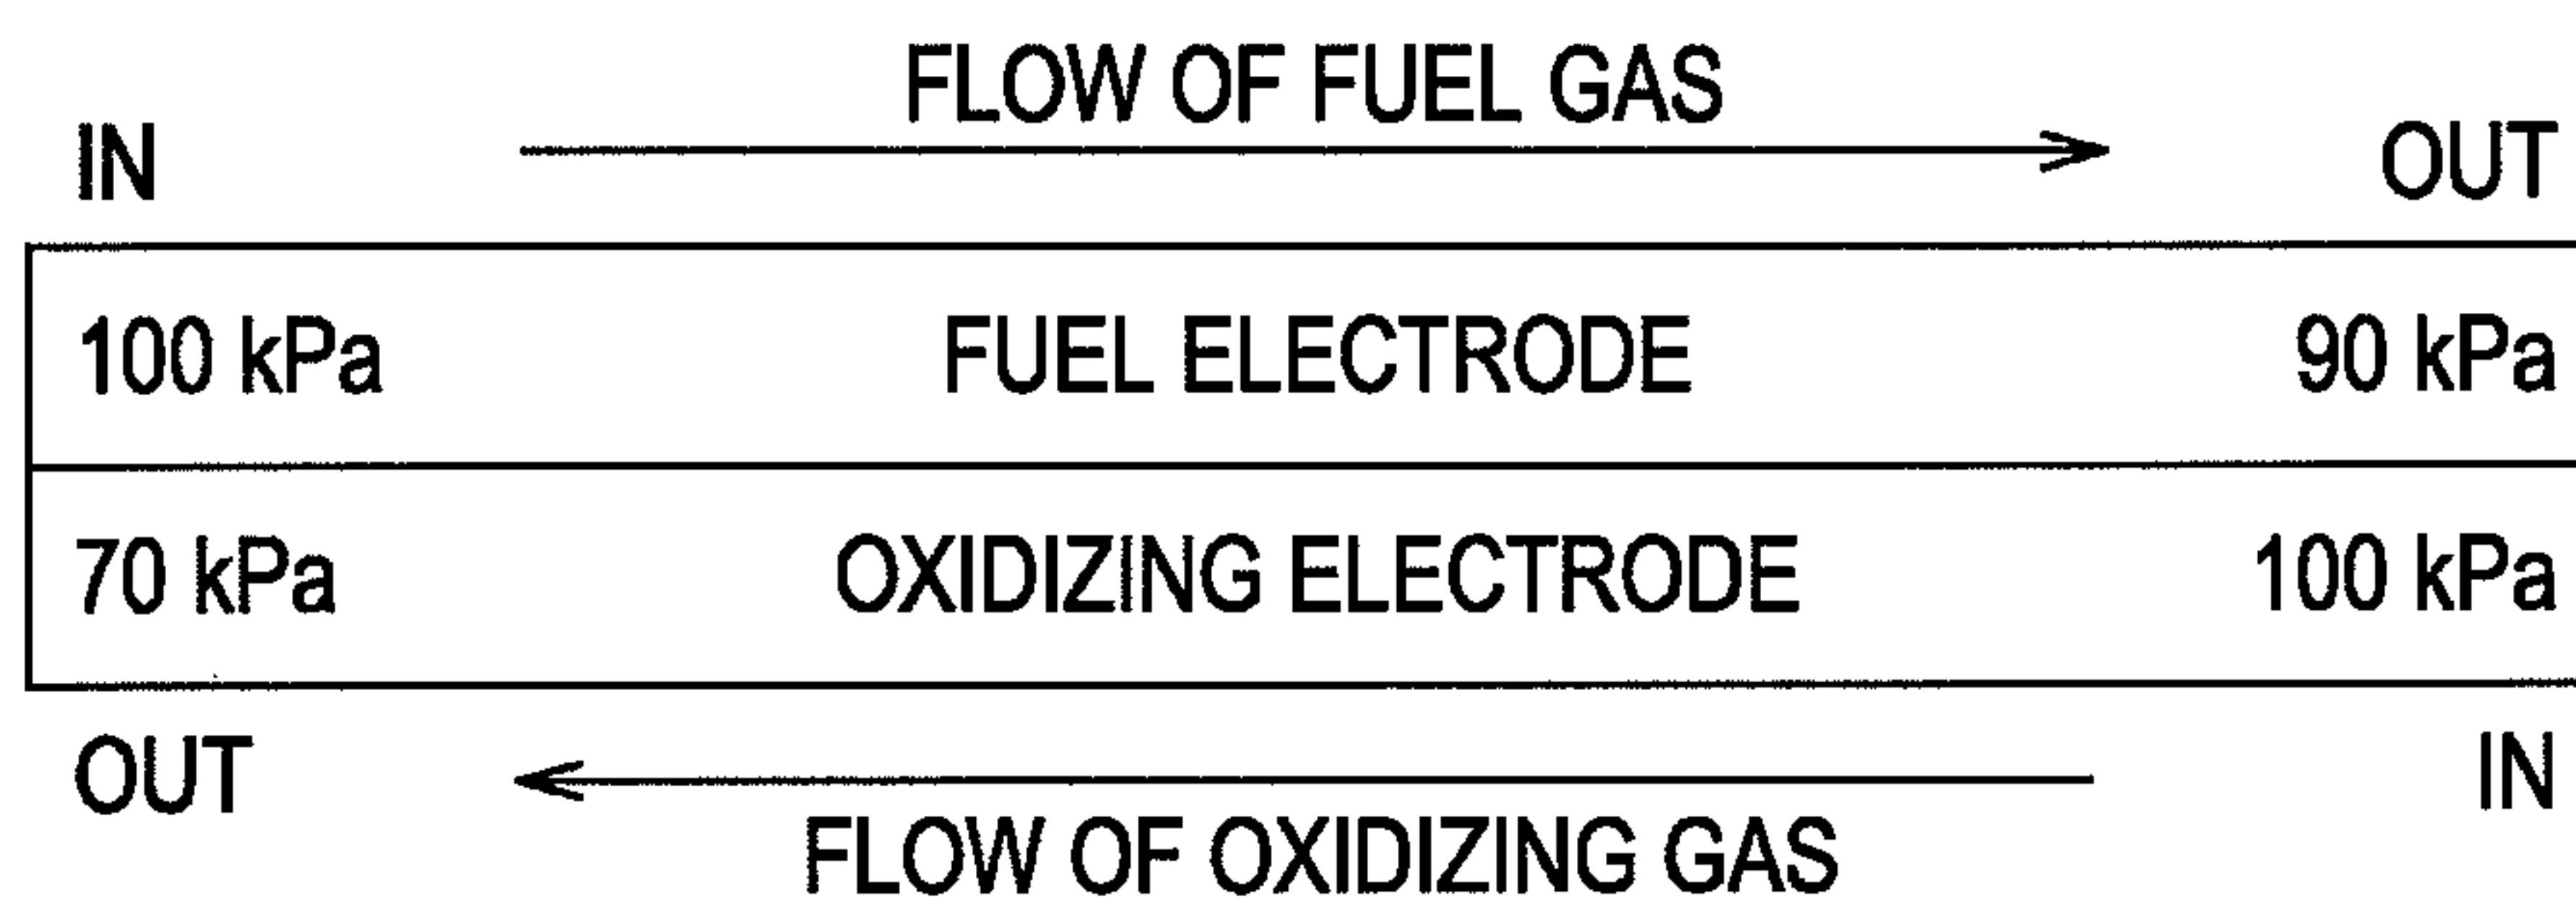 FLOW OF FUEL GAS
IN OUT
100 kPa FUEL ELECTRODE 90 kPa
70 kPa OXIDIZING ELECTRODE 100 kPa
OUT IN
FLOW OF OXIDIZING GAS